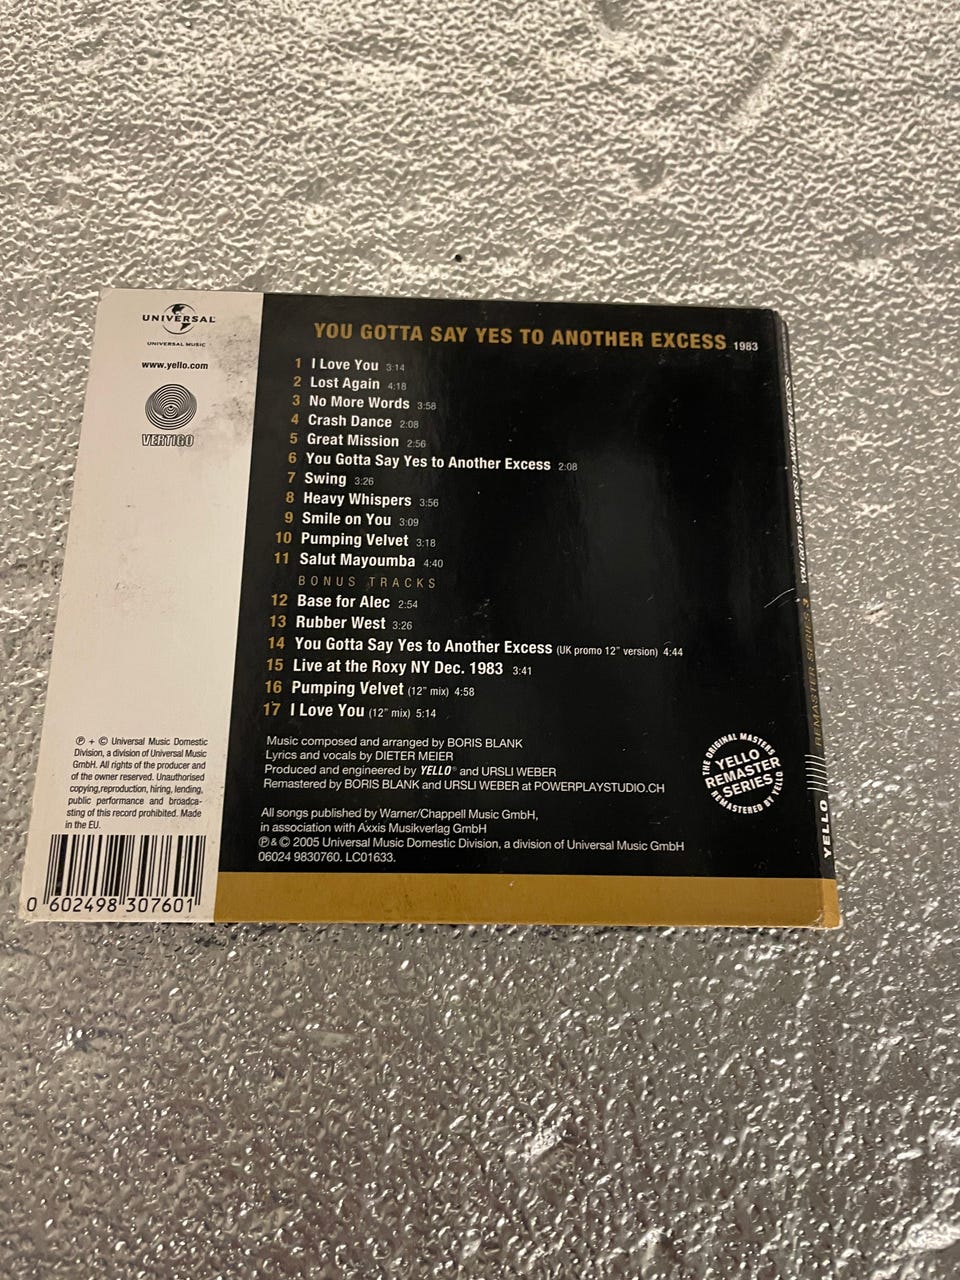 UNIVERSAL
UNIVERSAL MUSIC
www.yello.com
VERTIGO
YOU GOTTA SAY YES TO ANOTHER EXCESS 1983
1 I Love You 3:14
2 Lost Again 4:18
3 No More Words 3:58
4 Crash Dance 2:08
5 Great Mission 2:56
6 You Gotta Say Yes to Another Excess 2:08
7 Swing 3:26
8 Heavy Whispers 3:56
9 Smile on You 3:09
10 Pumping Velvet 3:18
11 Salut Mayoumba 4:40
BONUS TRACKS
12 Base for Alec 2:54
13 Rubber West 3:26
14 You Gotta Say Yes to Another Excess (UK promo 12" version) 4:44
15 Live at the Roxy NY Dec. 1983 3:41
16 Pumping Velvet (12" mix) 4:58
17 I Love You (12" mix) 5:14
Music composed and arranged by BORIS BLANK
Lyrics and vocals by DIETER MEIER
Produced and engineered by YELLO® and URSLI WEBER
Remastered by BORIS BLANK and URSLI WEBER at POWERPLAYSTUDIO.CH
All songs published by Warner/Chappell Music GmbH,
in association with Axxis Musikverlag GmbH
℗ & © 2005 Universal Music Domestic Division, a division of Universal Music GmbH
06024 9830760. LC01633.
℗ + © Universal Music Domestic
Division, a division of Universal Music
GmbH. All rights of the producer and
of the owner reserved. Unauthorised
copying,reproduction, hiring, lending,
public performance and broadca-
sting of this record prohibited. Made
in the EU.
0 602498 307601
THE ORIGINAL MASTERS
YELLO
REMASTER
SERIES
REMASTERED BY YELLO
YELLO REMASTER SERIES 3 YOU GOTTA SAY YES TO ANOTHER EXCESS